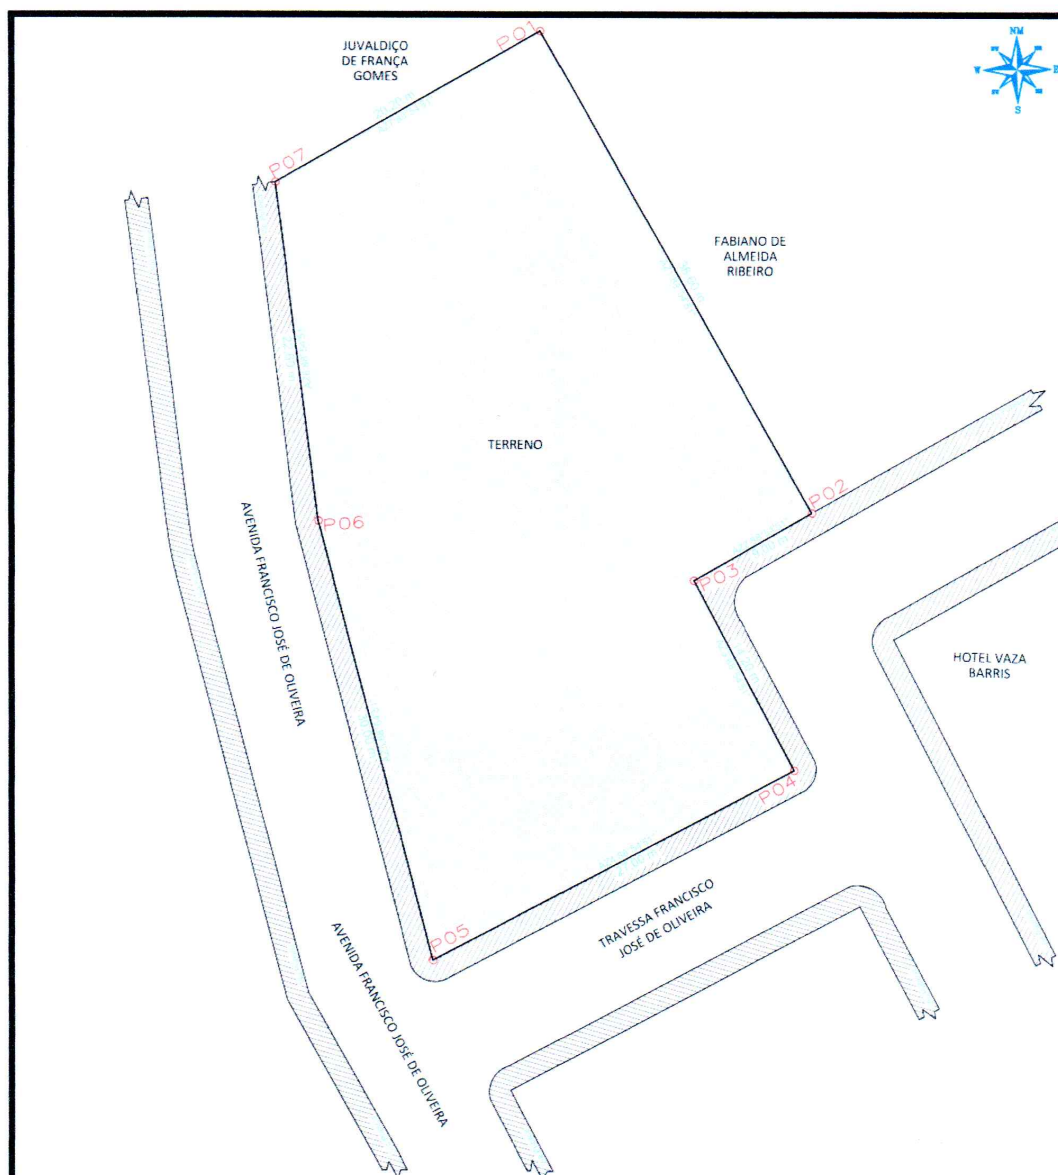 P01
JUVALDIÇO
DE FRANÇA
GOMES
NM
W
E
S
P07
FABIANO DE
ALMEIDA
RIBEIRO
TERRENO
P02
P06
P03
AVENIDA FRANCISCO JOSÉ DE OLIVEIRA
HOTEL VAZA
BARRIS
P04
TRAVESSA FRANCISCO
JOSÉ DE OLIVEIRA
P05
AVENIDA FRANCISCO JOSÉ DE OLIVEIRA